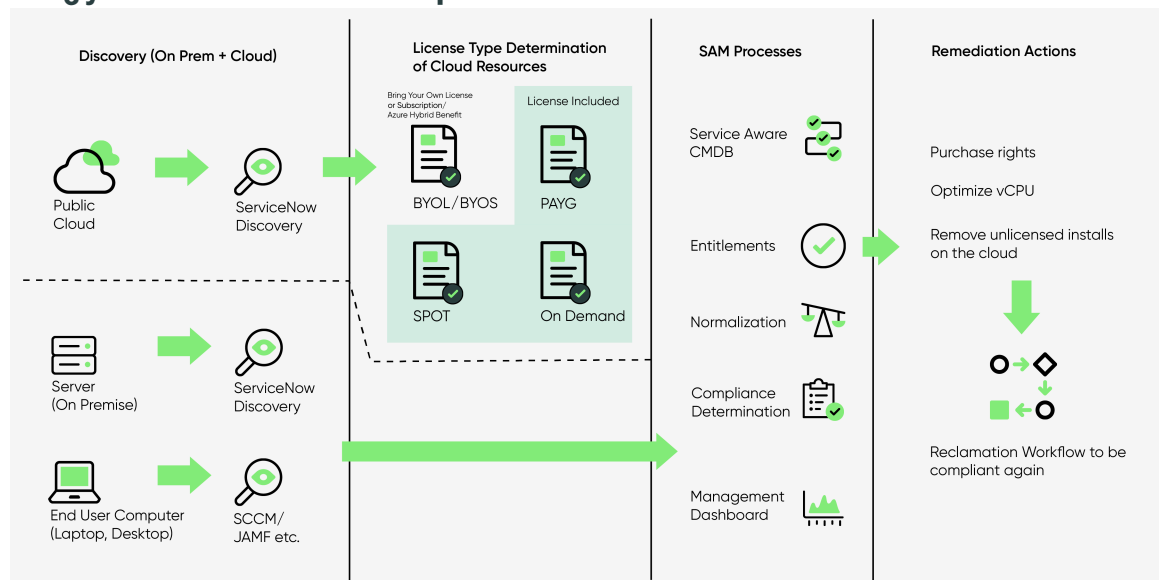 Discovery (On Prem + Cloud)
Public
Cloud
ServiceNow
Discovery
Server
(On Premise)
ServiceNow
Discovery
End User Computer
(Laptop, Desktop)
SCCM/
JAMF etc.
License Type Determination
of Cloud Resources
Bring Your Own License
or Subscription/
Azure Hybrid Benefit
BYOL/BYOS
License Included
PAYG
SPOT
On Demand
SAM Processes
Service Aware
CMDB
Entitlements
Normalization
Compliance
Determination
Management
Dashboard
Remediation Actions
Purchase rights
Optimize vCPU
Remove unlicensed installs
on the cloud
Reclamation Workflow to be
compliant again